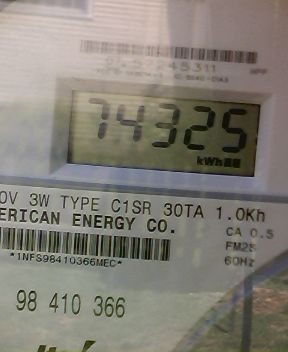 74325
kWh
0V 3W TYPE C1SR 30TA 1.0Kh
ERICAN ENERGY CO.
CA 0.5
FM2S
60Hz
*1NFS98410366MEC*
98 410 366